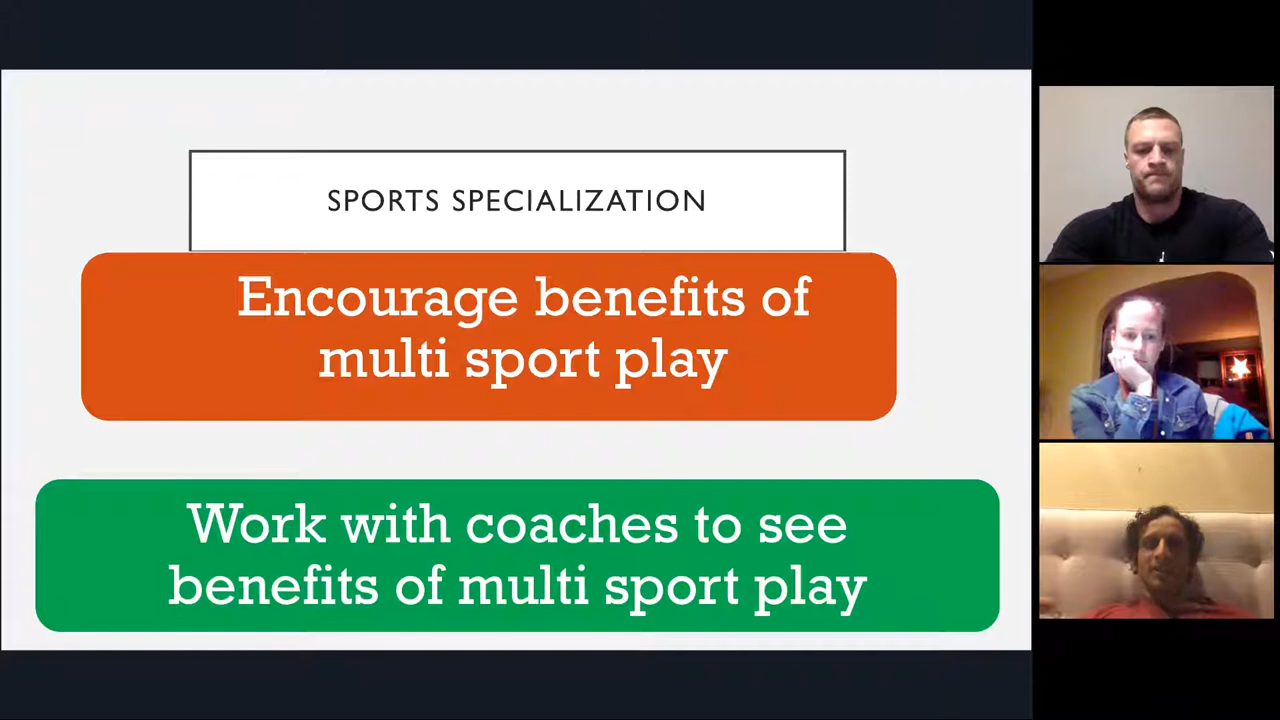 SPORTS SPECIALIZATION
Encourage benefits of
multi sport play
Work with coaches to see
benefits of multi sport play